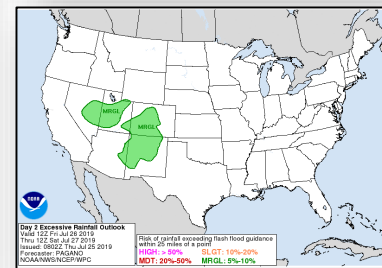 MRGL
MRGL
NOAA
Day 2 Excessive Rainfall Outlook
Valid 12Z Fri Jul 26 2019
Thru 12Z Sat Jul 27 2019
Issued: 0802Z Thu Jul 25 2019
Forecaster: PAGANO
NOAA/NWS/NCEP/WPC
Risk of rainfall exceeding flash flood guidance
within 25 miles of a point
HIGH: > 50% SLGT: 10%-20%
MDT: 20%-50% MRGL: 5%-10%